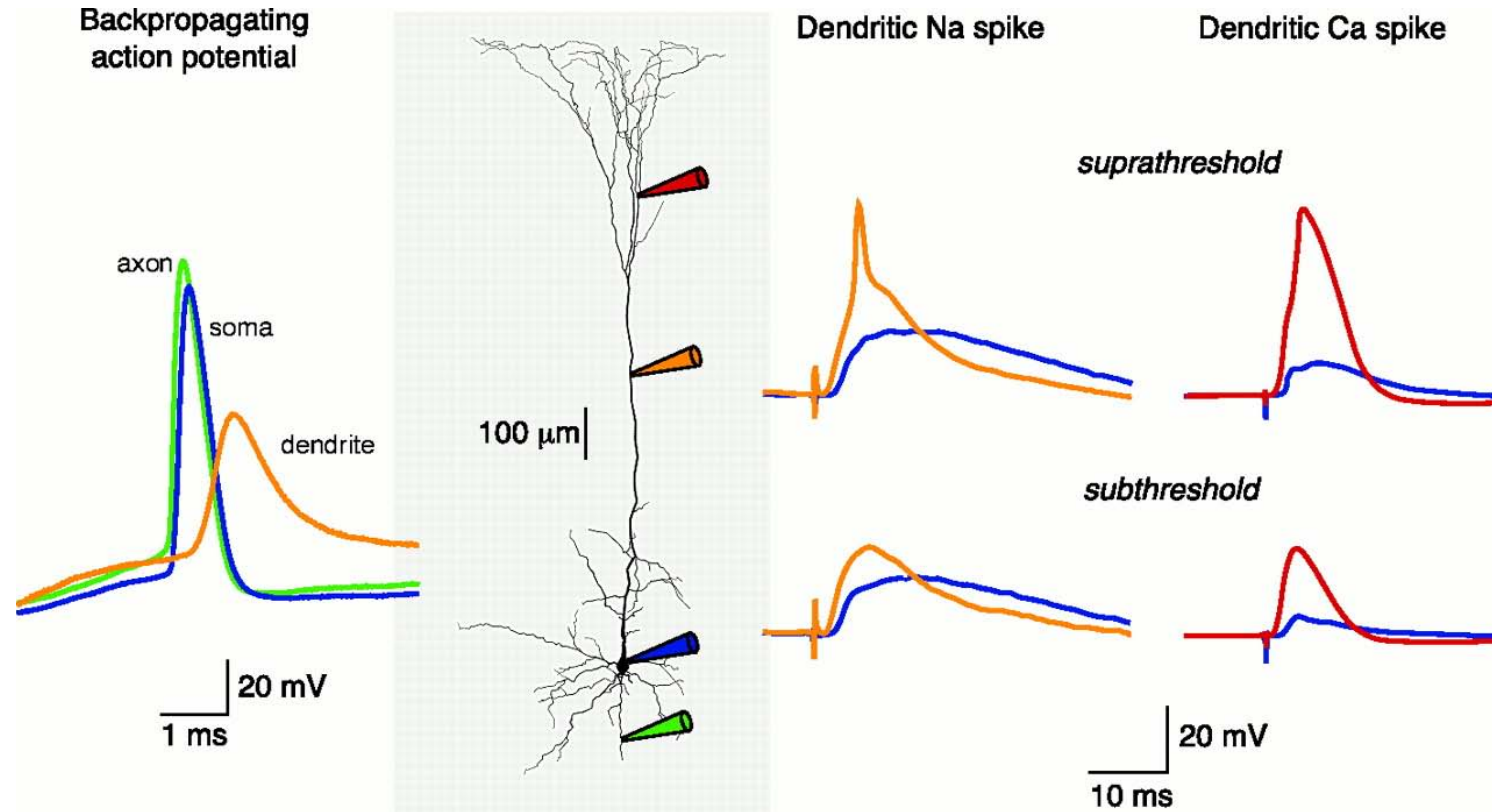 Backpropagating
action potential
axon
soma
dendrite
20 mV
1 ms
100 μm
Dendritic Na spike
Dendritic Ca spike
suprathreshold
subthreshold
20 mV
10 ms